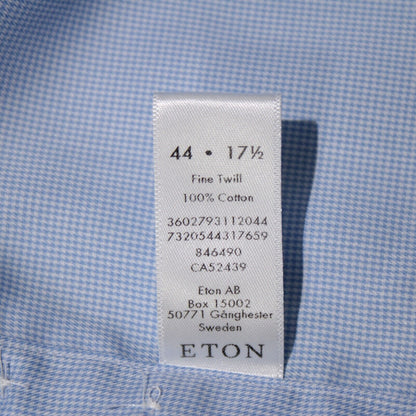 44 • 17½
Fine Twill
100% Cotton
3602793112044
7320544317659
846490
CA52439
Eton AB
Box 15002
50771 Gånghester
Sweden
ETON